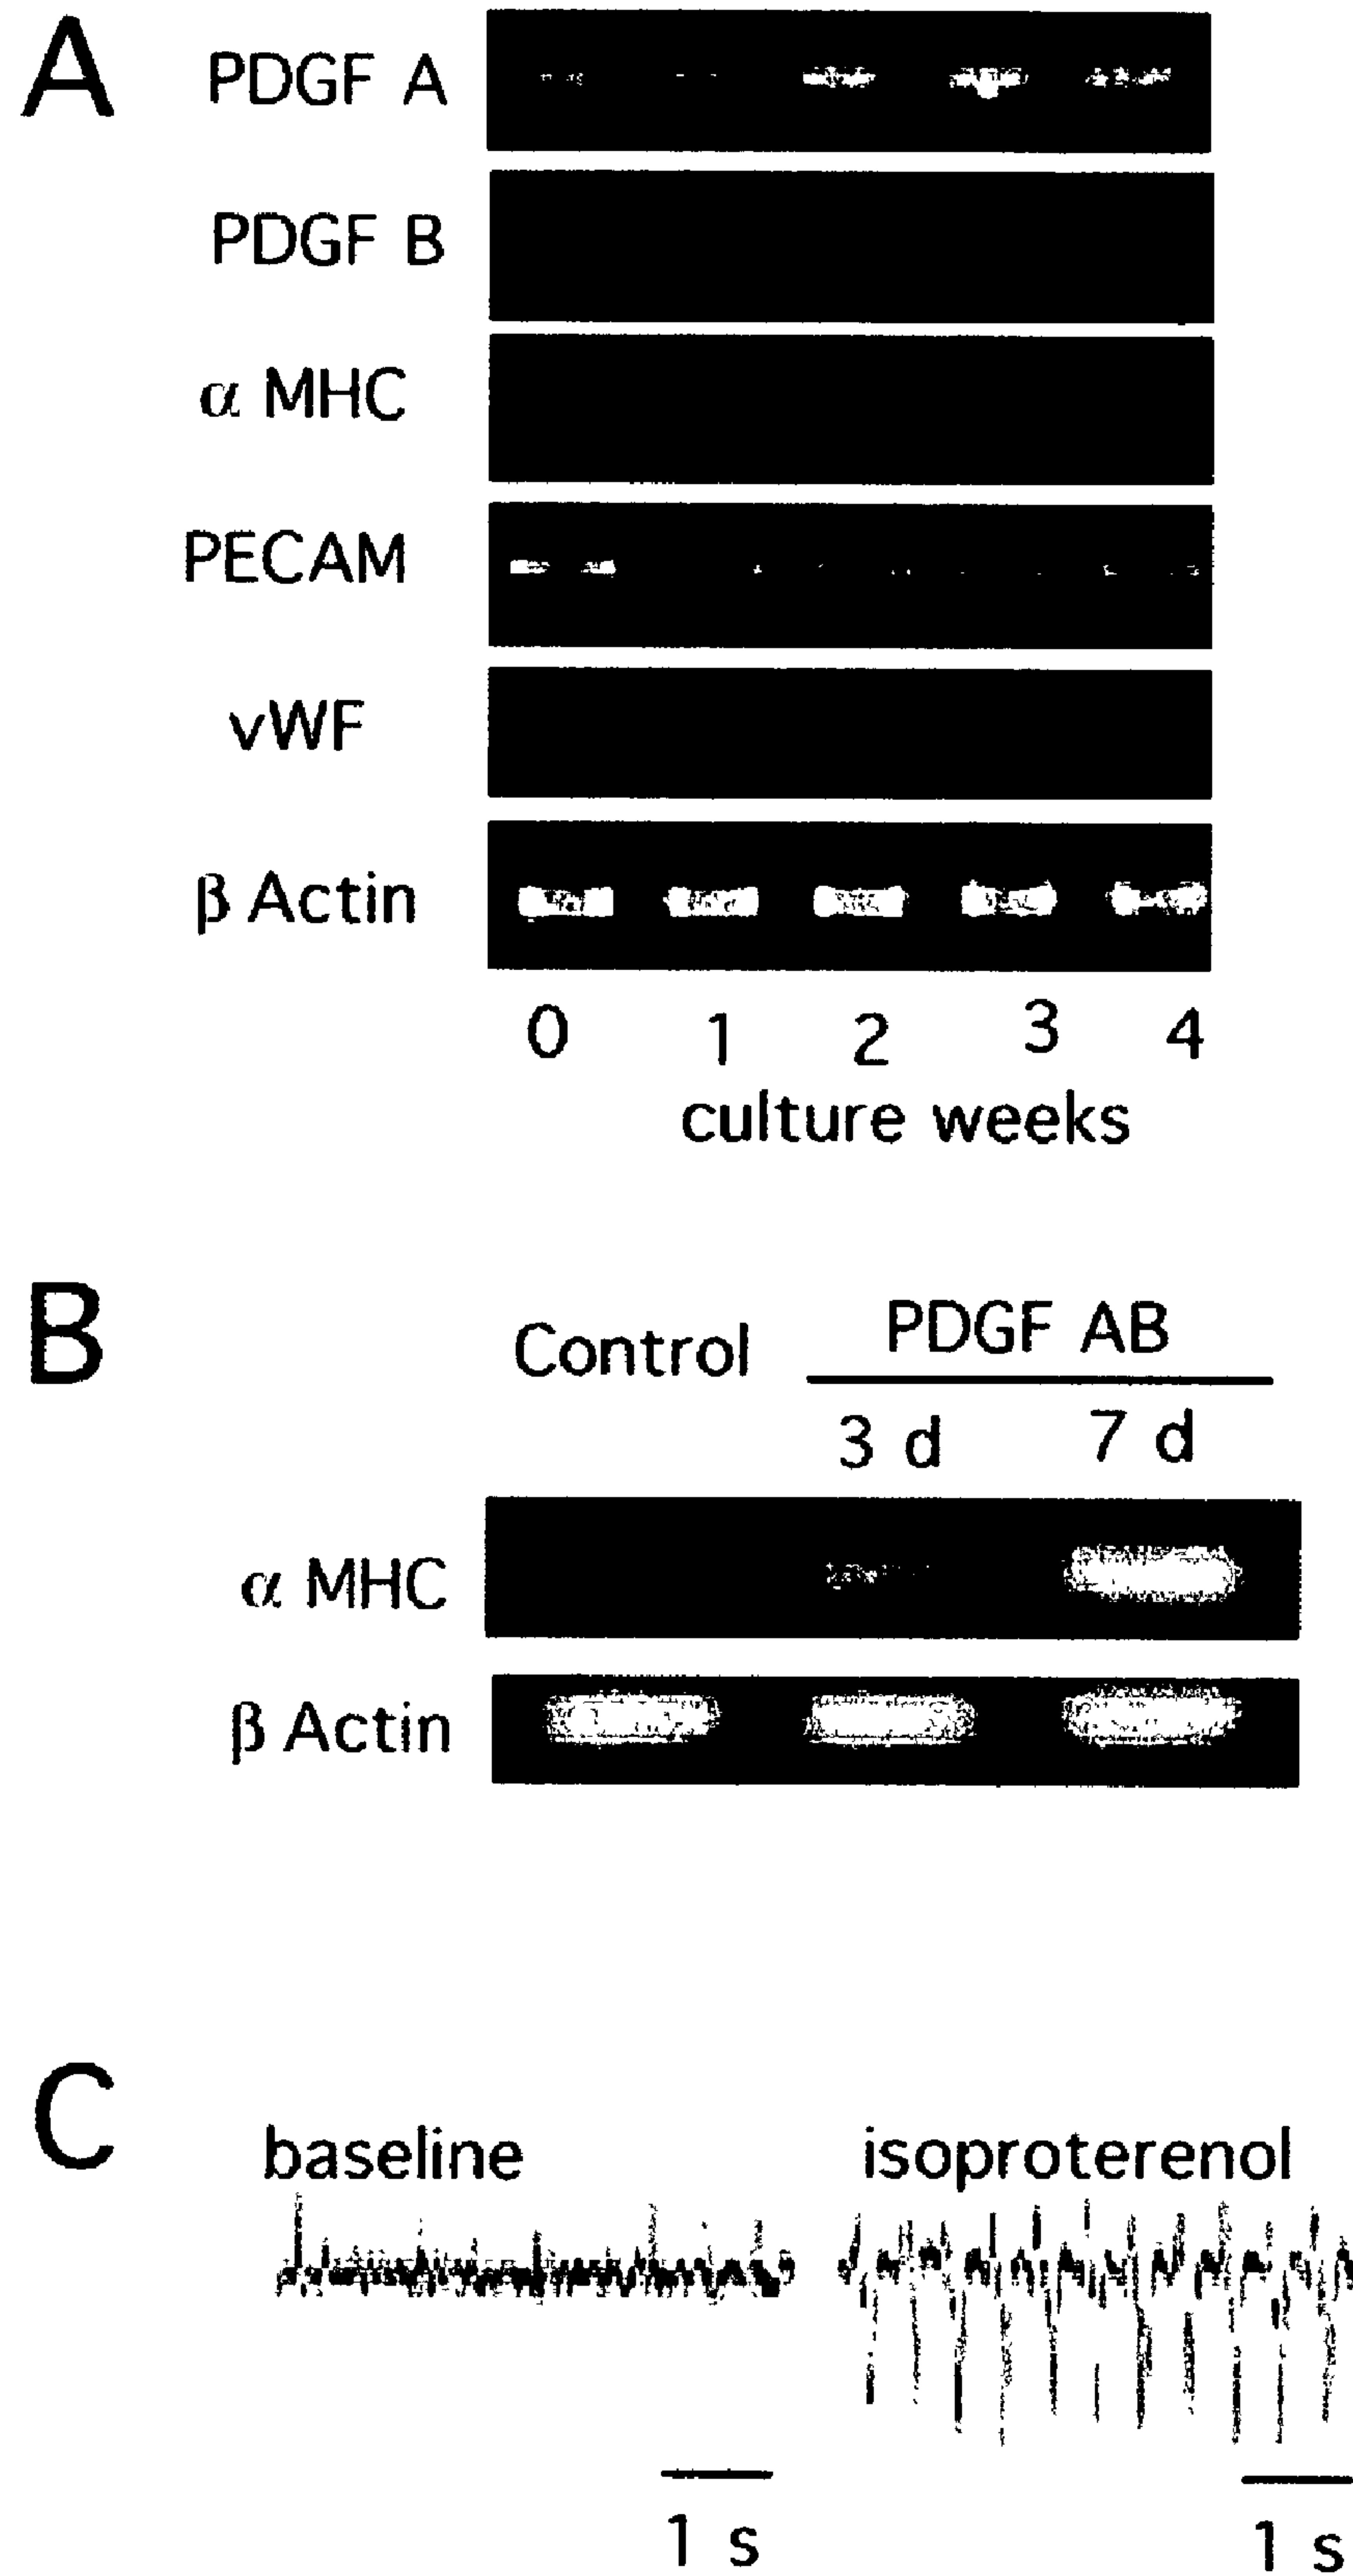 A
PDGF A
PDGF B
α MHC
PECAM
vWF
β Actin
0 1 2 3 4
culture weeks
B
Control PDGF AB
3 d 7 d
α MHC
β Actin
C
baseline isoproterenol
1 s 1 s